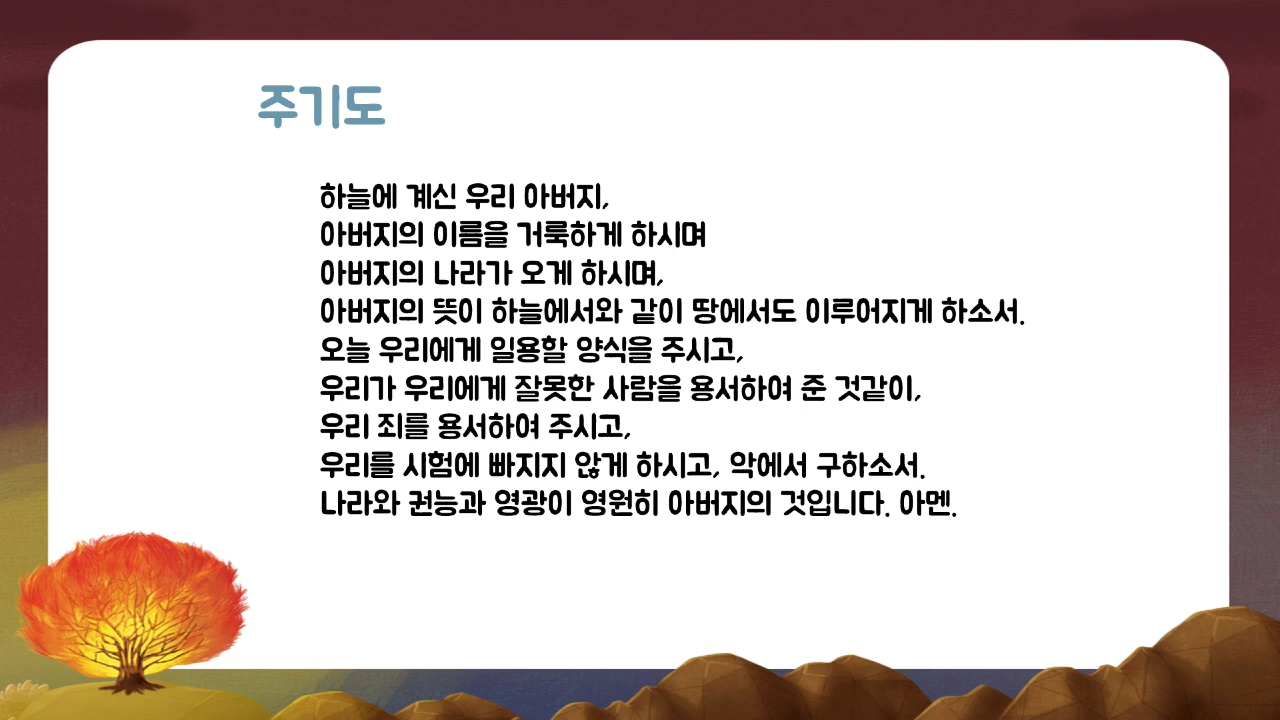 주기도
하늘에 계신 우리 아버지,
아버지의 이름을 거룩하게 하시며
아버지의 나라가 오게 하시며,
아버지의 뜻이 하늘에서와 같이 땅에서도 이루어지게 하소서.
오늘 우리에게 일용할 양식을 주시고,
우리가 우리에게 잘못한 사람을 용서하여 준 것같이,
우리 죄를 용서하여 주시고,
우리를 시험에 빠지지 않게 하시고, 악에서 구하소서.
나라와 권능과 영광이 영원히 아버지의 것입니다. 아멘.